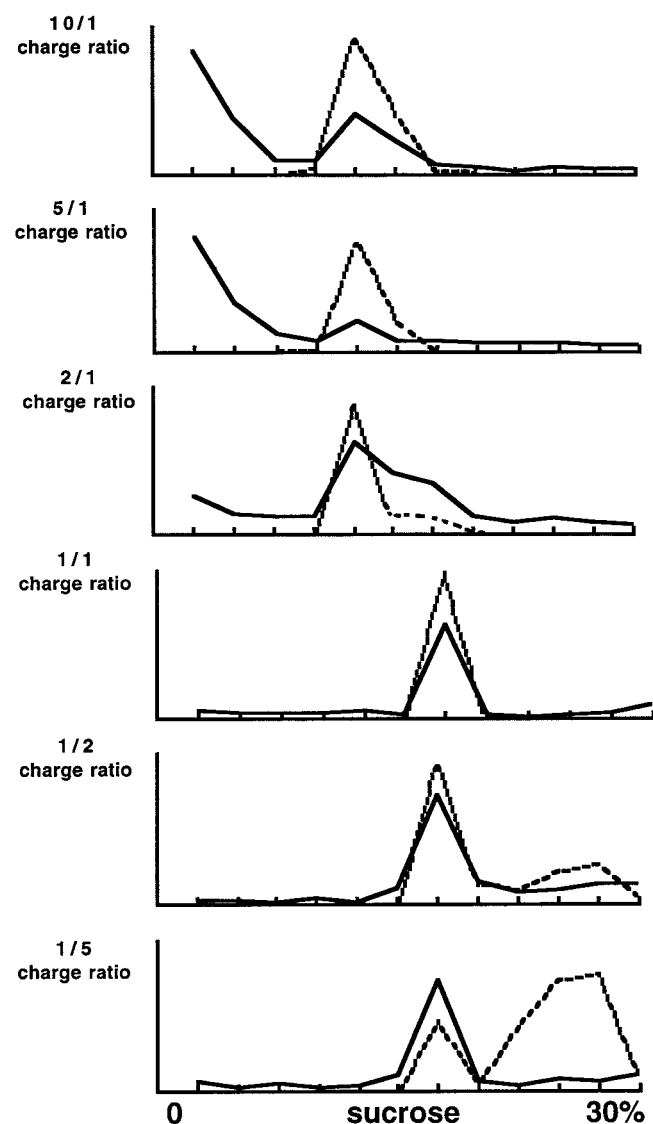 10/1
charge ratio
5/1
charge ratio
2/1
charge ratio
1/1
charge ratio
1/2
charge ratio
1/5
charge ratio
0 sucrose 30%